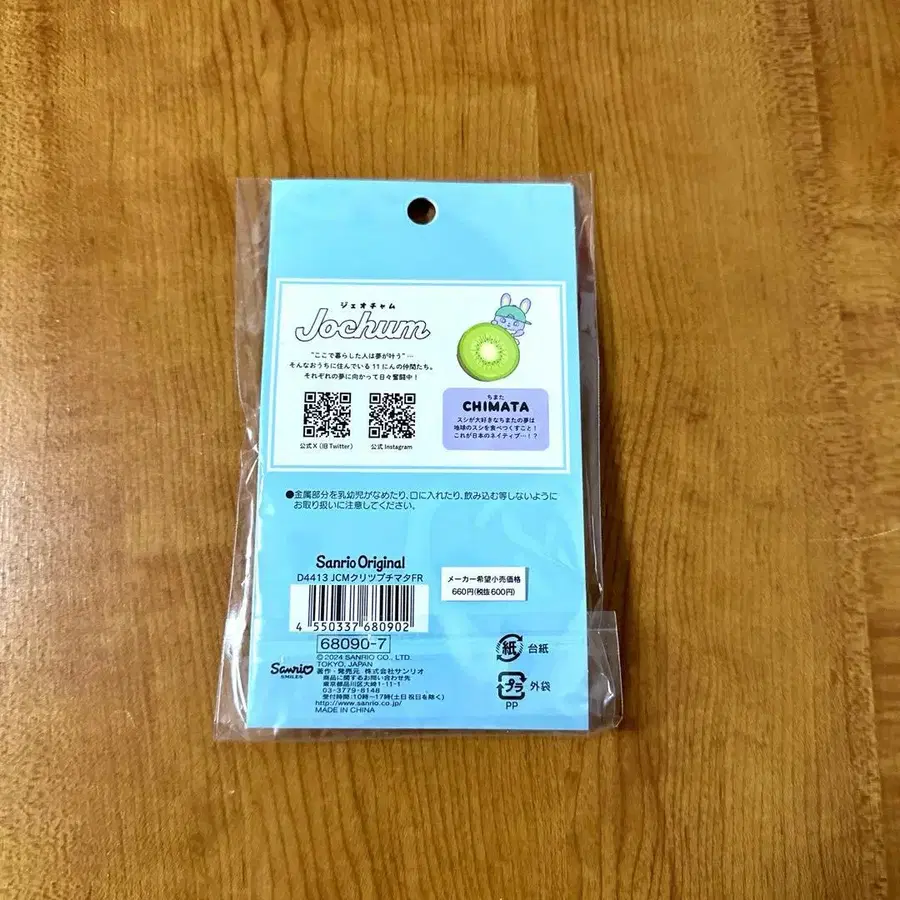 ジェオチャム
Jochum
"ここで暮らした人は夢が叶う"…
そんなおうちに住んでいる11にんの仲間たち。
それぞれの夢に向かって日々奮闘中！
公式X（旧Twitter）
公式Instagram
ちまた
CHIMATA
スシが大好きなちまたの夢は
地球のスシを食べつくすこと！
これが日本のネイティブ…！？
●金属部分を乳幼児がなめたり、口に入れたり、飲み込む等しないように
お取り扱いに注意してください。
Sanrio Original
D4413 JCMクリツプチマタFR
4 550337 680902
68090-7
メーカー希望小売価格
660円(税抜600円)
Sanrio
SMILES
©2024 SANRIO CO., LTD.
TOKYO, JAPAN
著作・発売元 株式会社サンリオ
商品に関するお問い合わせ先
東京都品川区大崎1-11-1
03-3779-8148
受付時間:10時～17時(土日祝日を除く)
http://www.sanrio.co.jp/
MADE IN CHINA
紙 台紙
プラ 外袋
PP